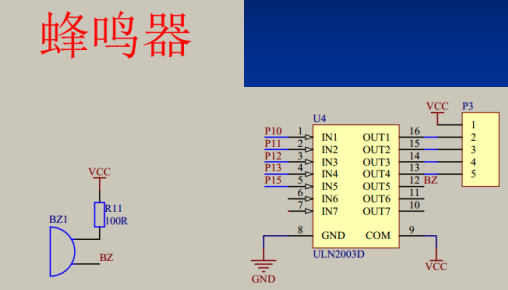 蜂鸣器
VCC
R11
100R
BZ1
BZ
U4
P10 1 IN1 OUT1 16
P11 2 IN2 OUT2 15
P12 3 IN3 OUT3 14
P13 4 IN4 OUT4 13
P15 5 IN5 OUT5 12 BZ
6 IN6 OUT6 11
7 IN7 OUT7 10
8 GND COM 9
ULN2003D
GND
VCC
VCC P3
1
2
3
4
5